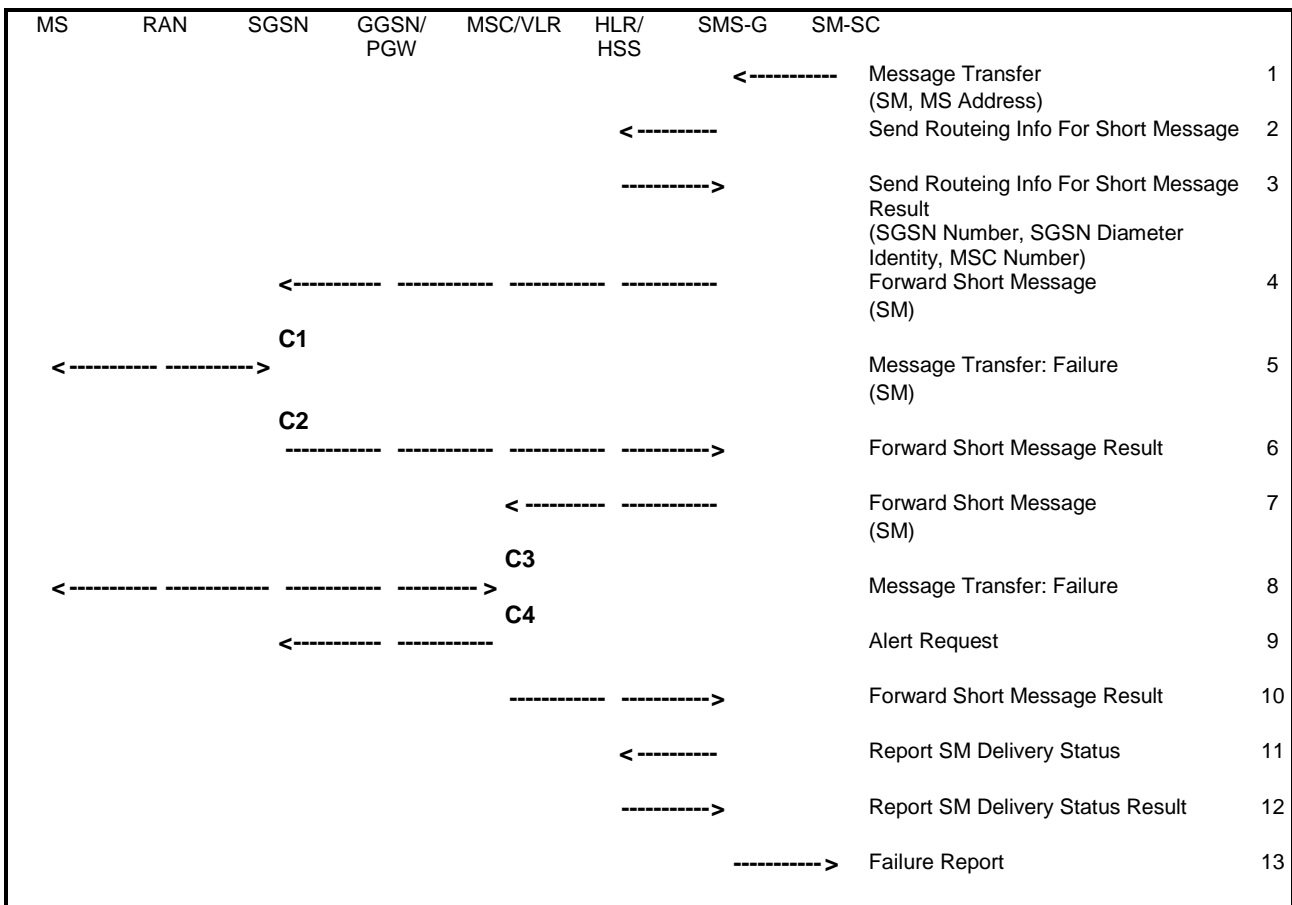 MS RAN SGSN GGSN/ MSC/VLR HLR/ SMS-G SM-SC
PGW HSS
<----------- Message Transfer 1
(SM, MS Address)
<---------- Send Routeing Info For Short Message 2
-----------> Send Routeing Info For Short Message 3
Result
(SGSN Number, SGSN Diameter
Identity, MSC Number)
<----------- ------------ ------------ ------------ Forward Short Message 4
(SM)
C1
<----------- -----------> Message Transfer: Failure 5
(SM)
C2
------------ ------------ ------------ -----------> Forward Short Message Result 6
<---------- ------------ Forward Short Message 7
(SM)
C3
<----------- ------------- ------------ ----------> Message Transfer: Failure 8
C4
<----------- ------------ Alert Request 9
------------ -----------> Forward Short Message Result 10
<---------- Report SM Delivery Status 11
-----------> Report SM Delivery Status Result 12
-----------> Failure Report 13